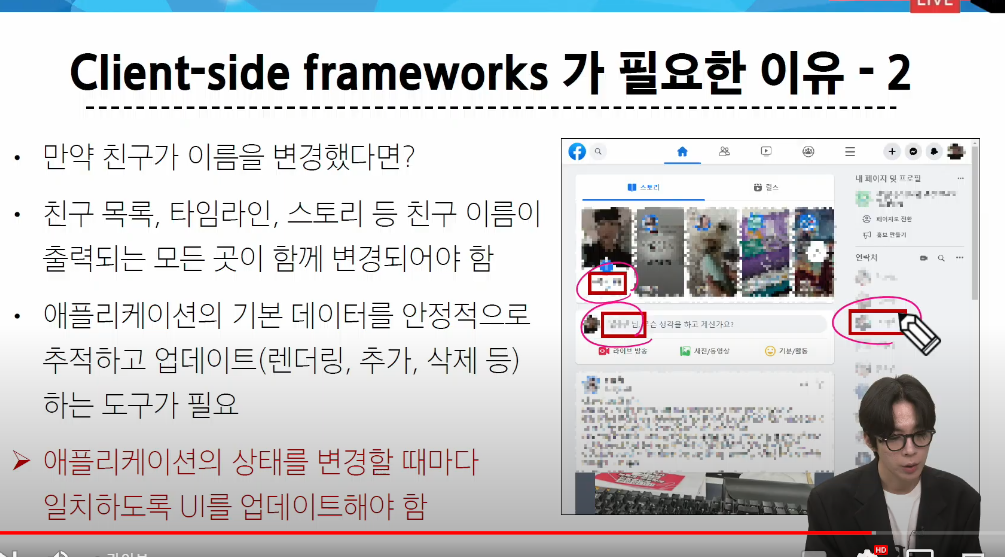 LIVE
Client-side frameworks 가 필요한 이유 - 2
• 만약 친구가 이름을 변경했다면?
• 친구 목록, 타임라인, 스토리 등 친구 이름이
출력되는 모든 곳이 함께 변경되어야 함
• 애플리케이션의 기본 데이터를 안정적으로
추적하고 업데이트(렌더링, 추가, 삭제 등)
하는 도구가 필요
➢ 애플리케이션의 상태를 변경할 때마다
일치하도록 UI를 업데이트해야 함
스토리
릴스
님, 무슨 생각을 하고 계신가요?
라이브 방송
사진/동영상
기분/활동
내 페이지 및 프로필
페이지로 전환
홍보 만들기
연락처
HD